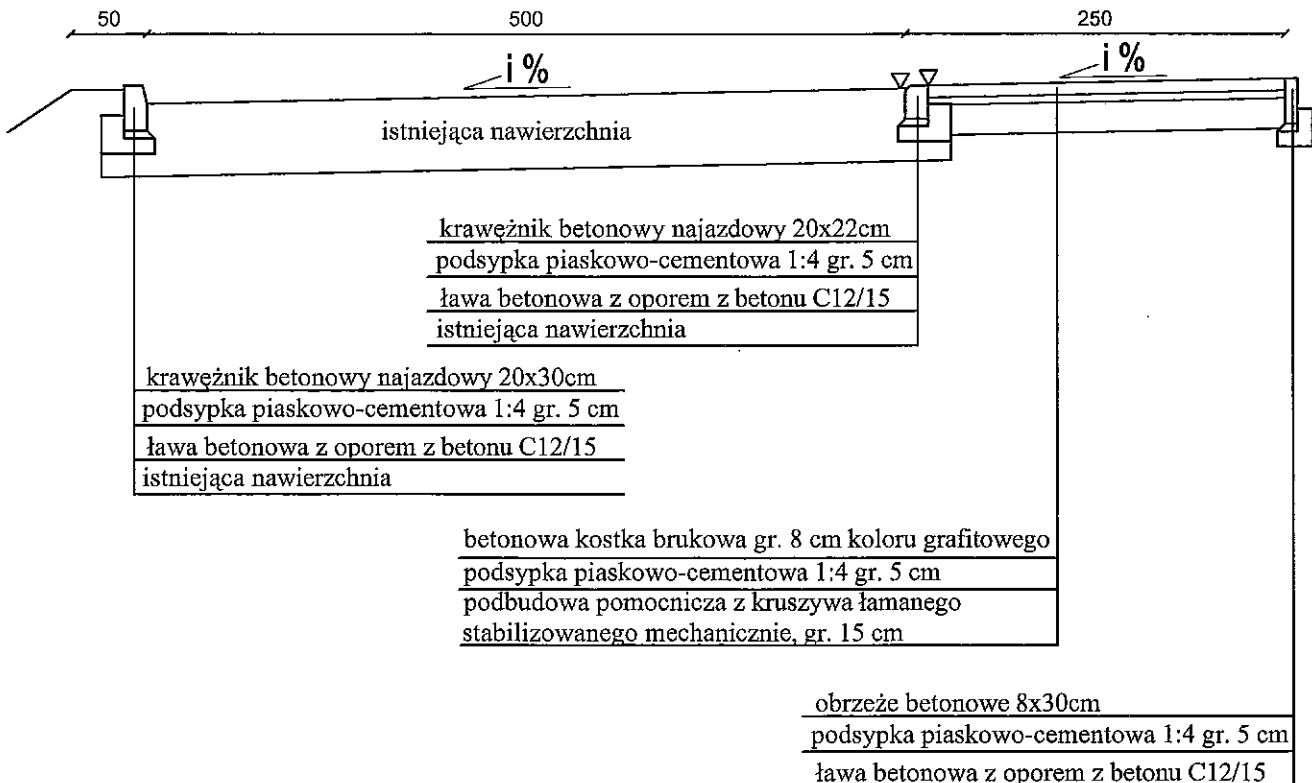 50 500 250
i % i %
istniejąca nawierzchnia
krawężnik betonowy najazdowy 20x22cm
podsypka piaskowo-cementowa 1:4 gr. 5 cm
ława betonowa z oporem z betonu C12/15
istniejąca nawierzchnia
krawężnik betonowy najazdowy 20x30cm
podsypka piaskowo-cementowa 1:4 gr. 5 cm
ława betonowa z oporem z betonu C12/15
istniejąca nawierzchnia
betonowa kostka brukowa gr. 8 cm koloru grafitowego
podsypka piaskowo-cementowa 1:4 gr. 5 cm
podbudowa pomocnicza z kruszywa łamanego
stabilizowanego mechanicznie, gr. 15 cm
obrzeże betonowe 8x30cm
podsypka piaskowo-cementowa 1:4 gr. 5 cm
ława betonowa z oporem z betonu C12/15